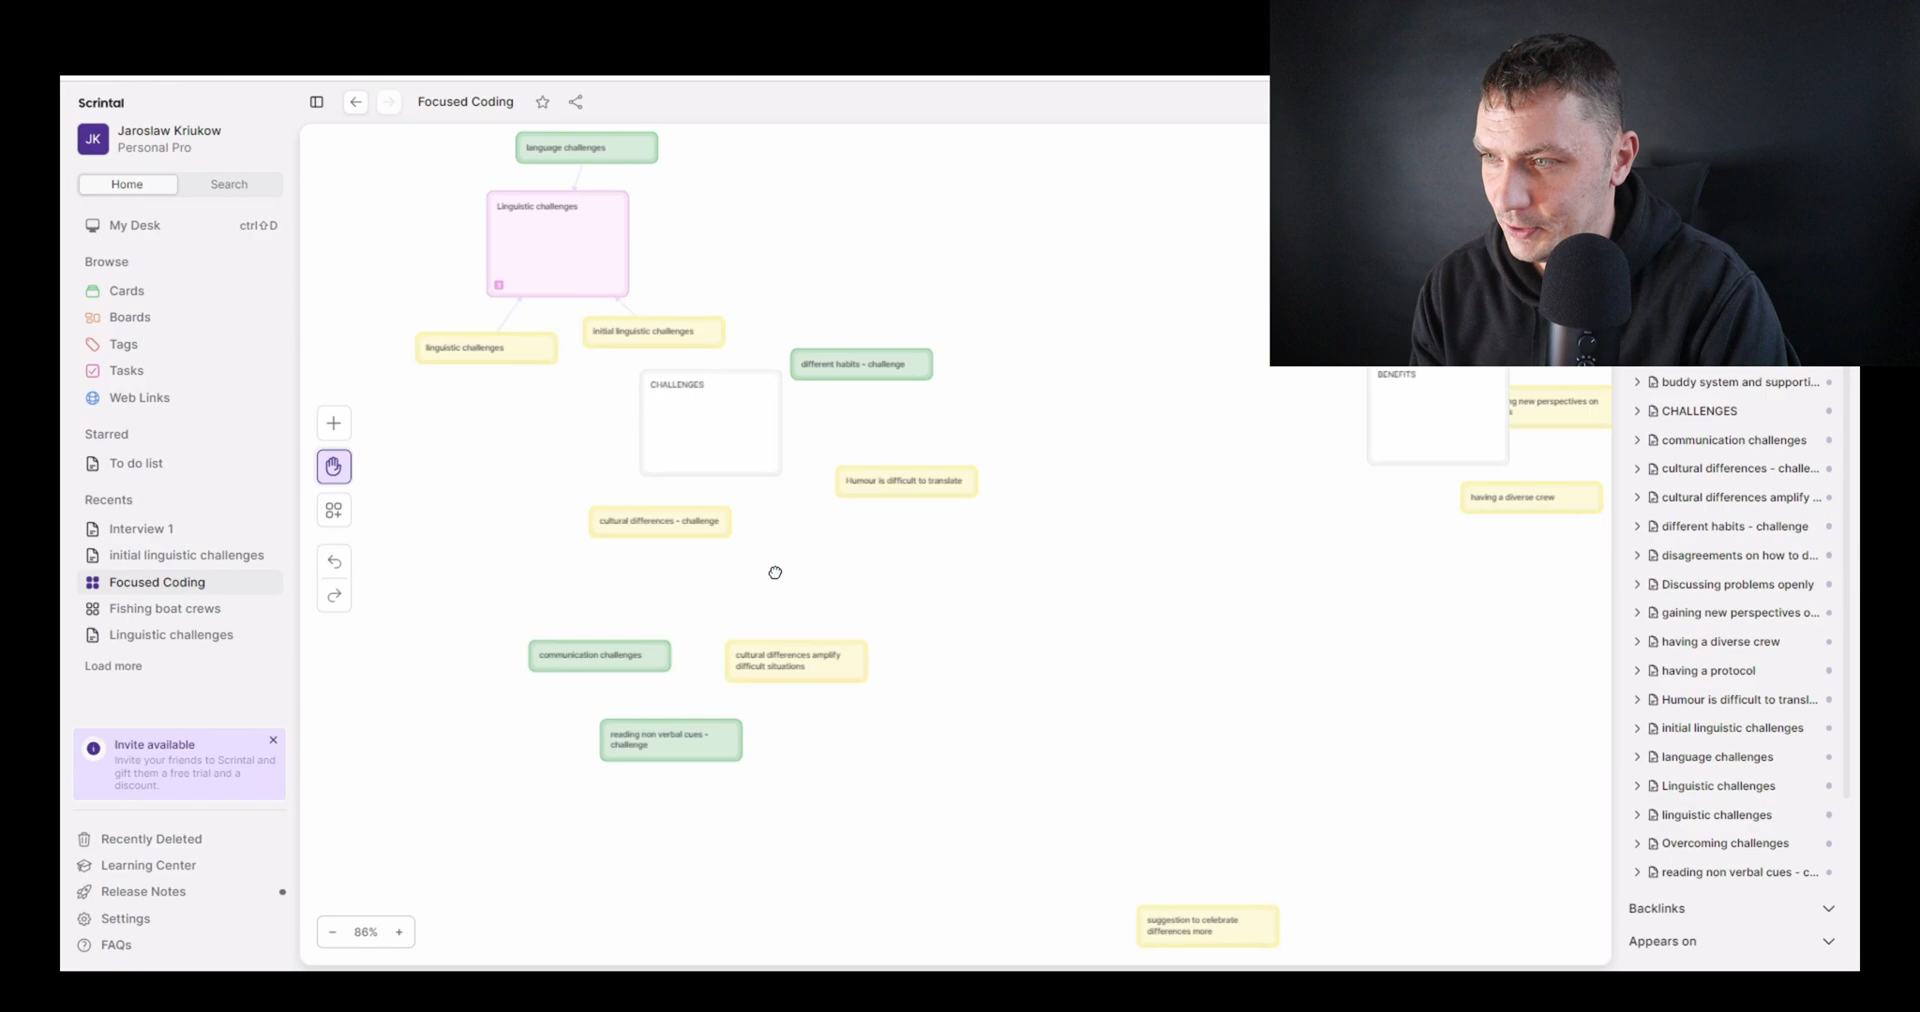 Scrintal
JK
Jaroslaw Kriukow
Personal Pro
Home
Search
My Desk
ctrl⇧D
Browse
Cards
Boards
Tags
Tasks
Web Links
Starred
To do list
Recents
Interview 1
initial linguistic challenges
Focused Coding
Fishing boat crews
Linguistic challenges
Load more
Invite available
Invite your friends to Scrintal and
gift them a free trial and a
discount.
Recently Deleted
Learning Center
Release Notes
Settings
FAQs
Focused Coding
language challenges
Linguistic challenges
linguistic challenges
initial linguistic challenges
different habits - challenge
CHALLENGES
Humour is difficult to translate
cultural differences - challenge
communication challenges
cultural differences amplify
difficult situations
reading non verbal cues -
challenge
suggestion to celebrate
differences more
BENEFITS
new perspectives on
having a diverse crew
86%
buddy system and supporti...
CHALLENGES
communication challenges
cultural differences - challe...
cultural differences amplify ...
different habits - challenge
disagreements on how to d...
Discussing problems openly
gaining new perspectives o...
having a diverse crew
having a protocol
Humour is difficult to transl...
initial linguistic challenges
language challenges
Linguistic challenges
linguistic challenges
Overcoming challenges
reading non verbal cues - c...
Backlinks
Appears on